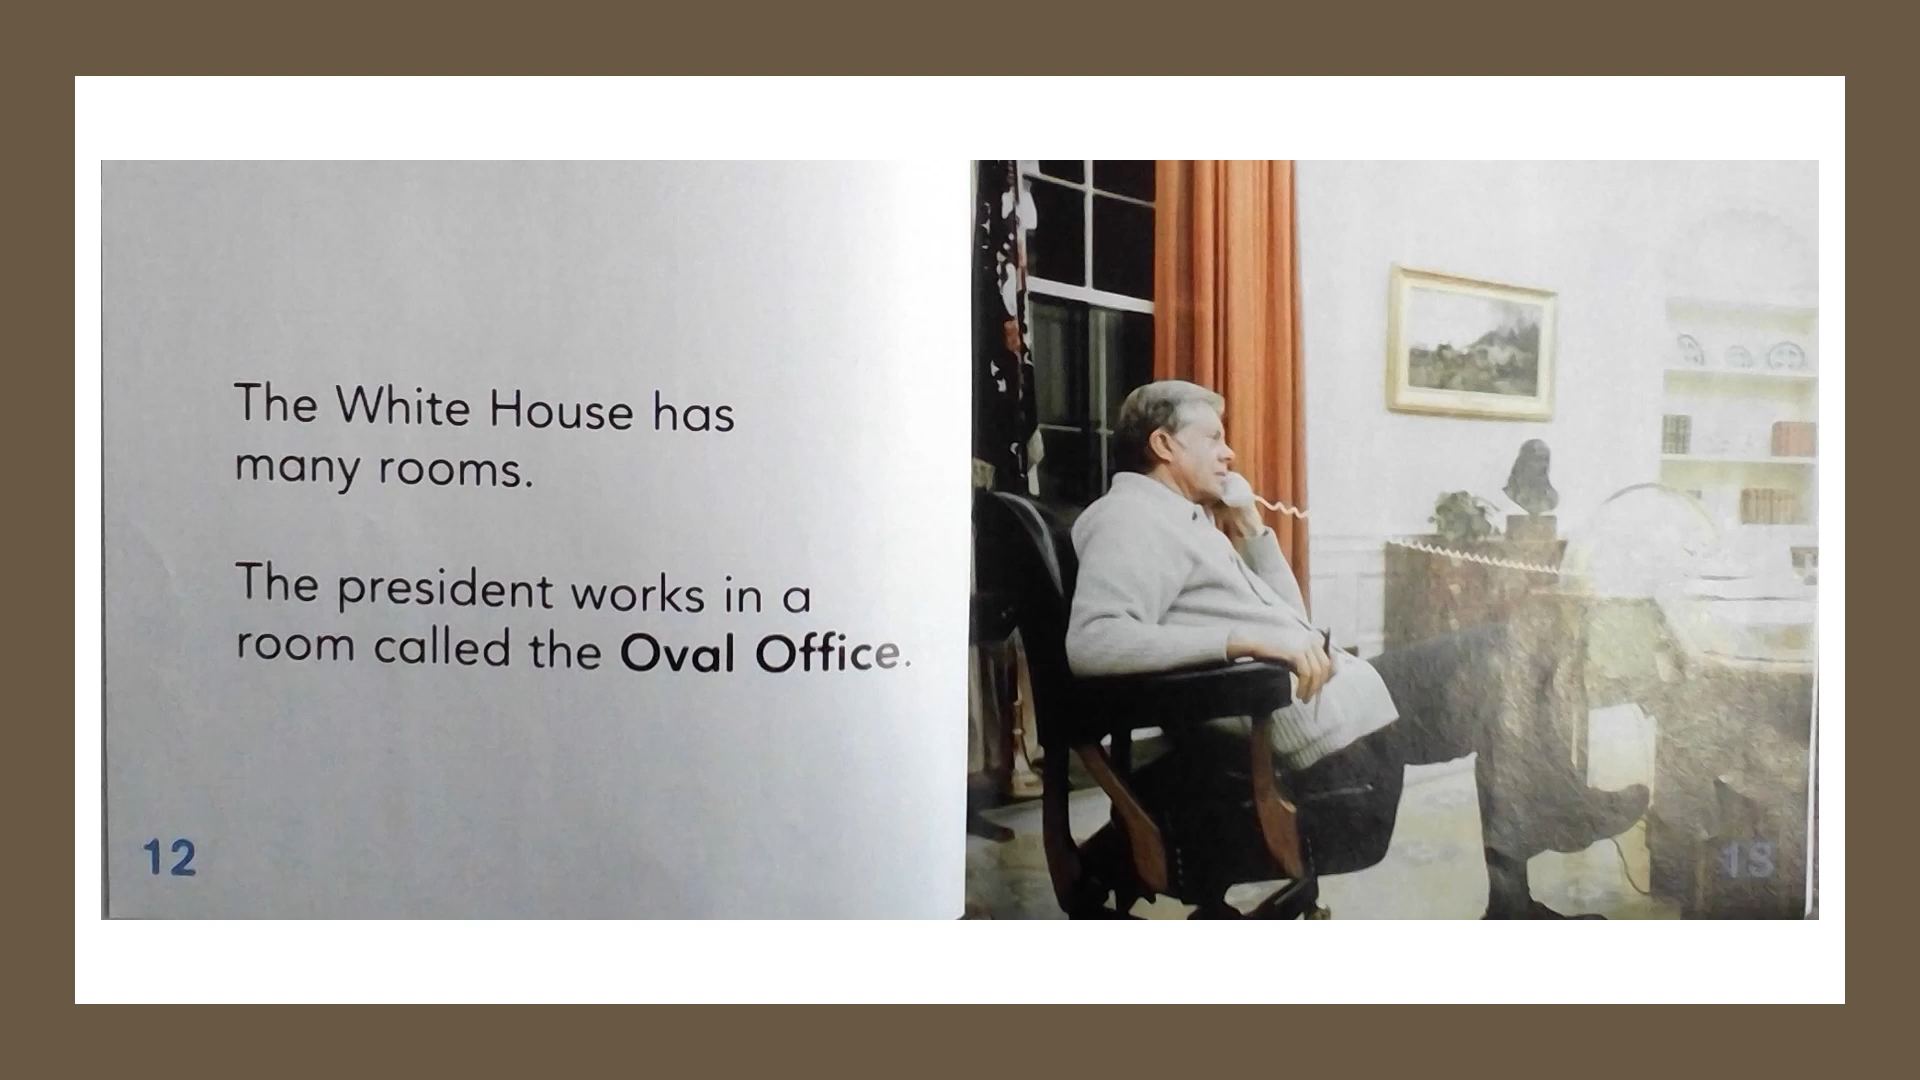 The White House has
many rooms.
The president works in a
room called the Oval Office.
12
13